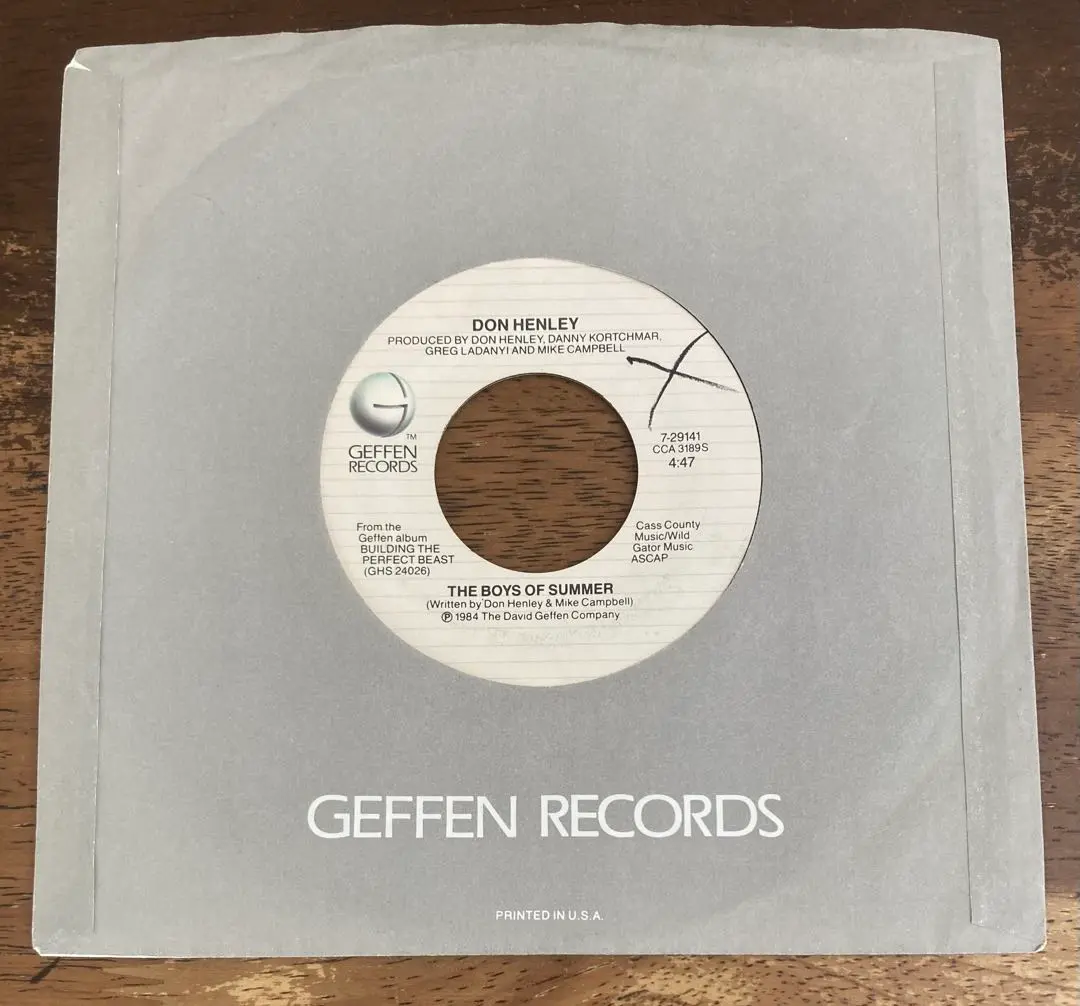 DON HENLEY
PRODUCED BY DON HENLEY, DANNY KORTCHMAR,
GREG LADANYI AND MIKE CAMPBELL
TM
GEFFEN
RECORDS
7-29141
CCA 3189S
4:47
From the
Geffen album
BUILDING THE
PERFECT BEAST
(GHS 24026)
Cass County
Music/Wild
Gator Music
ASCAP
THE BOYS OF SUMMER
(Written by Don Henley & Mike Campbell)
℗ 1984 The David Geffen Company
GEFFEN RECORDS
PRINTED IN U.S.A.